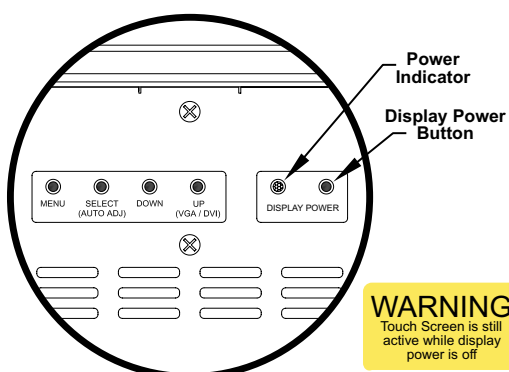 Power
Indicator
Display Power
Button
MENU
SELECT
(AUTO ADJ)
DOWN
UP
(VGA / DVI)
DISPLAY POWER
WARNING
Touch Screen is still
active while display
power is off